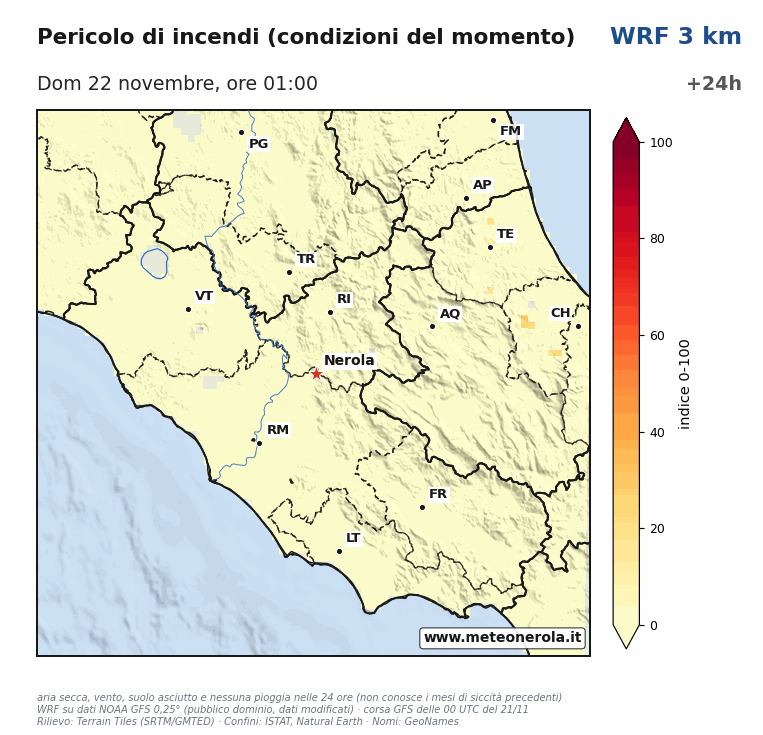 Pericolo di incendi (condizioni del momento)
WRF 3 km
Dom 22 novembre, ore 01:00
+24h
FM
PG
AP
TE
TR
VT
RI
AQ
CH
Nerola
RM
FR
LT
www.meteonerola.it
100
80
60
40
20
0
indice 0-100
aria secca, vento, suolo asciutto e nessuna pioggia nelle 24 ore (non conosce i mesi di siccità precedenti)
WRF su dati NOAA GFS 0,25° (pubblico dominio, dati modificati) · corsa GFS delle 00 UTC del 21/11
Rilievo: Terrain Tiles (SRTM/GMTED) · Confini: ISTAT, Natural Earth · Nomi: GeoNames